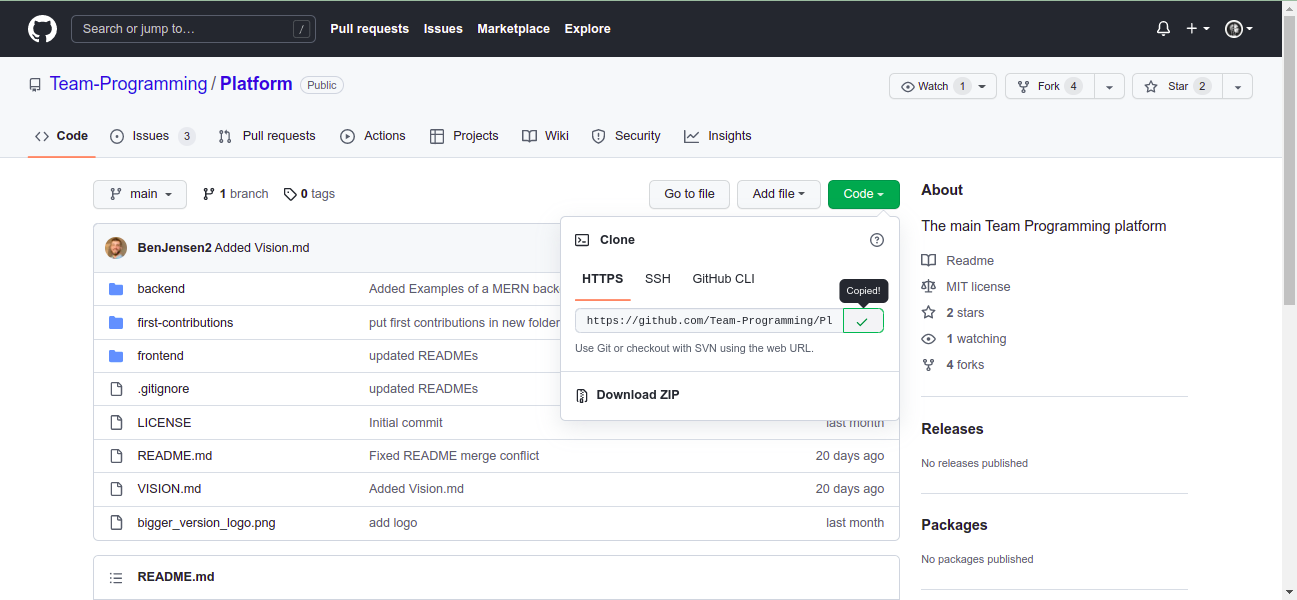 Search or jump to… / Pull requests Issues Marketplace Explore
Team-Programming / Platform Public
Watch 1 Fork 4 Star 2
Code Issues 3 Pull requests Actions Projects Wiki Security Insights
main 1 branch 0 tags Go to file Add file Code
BenJensen2 Added Vision.md
backend Added Examples of a MERN back
first-contributions put first contributions in new folder
frontend updated READMEs
.gitignore updated READMEs
LICENSE Initial commit last month
README.md Fixed README merge conflict 20 days ago
VISION.md Added Vision.md 20 days ago
bigger_version_logo.png add logo last month
README.md
Clone
HTTPS SSH GitHub CLI
Copied!
https://github.com/Team-Programming/Pl
Use Git or checkout with SVN using the web URL.
Download ZIP
About
The main Team Programming platform
Readme
MIT license
2 stars
1 watching
4 forks
Releases
No releases published
Packages
No packages published